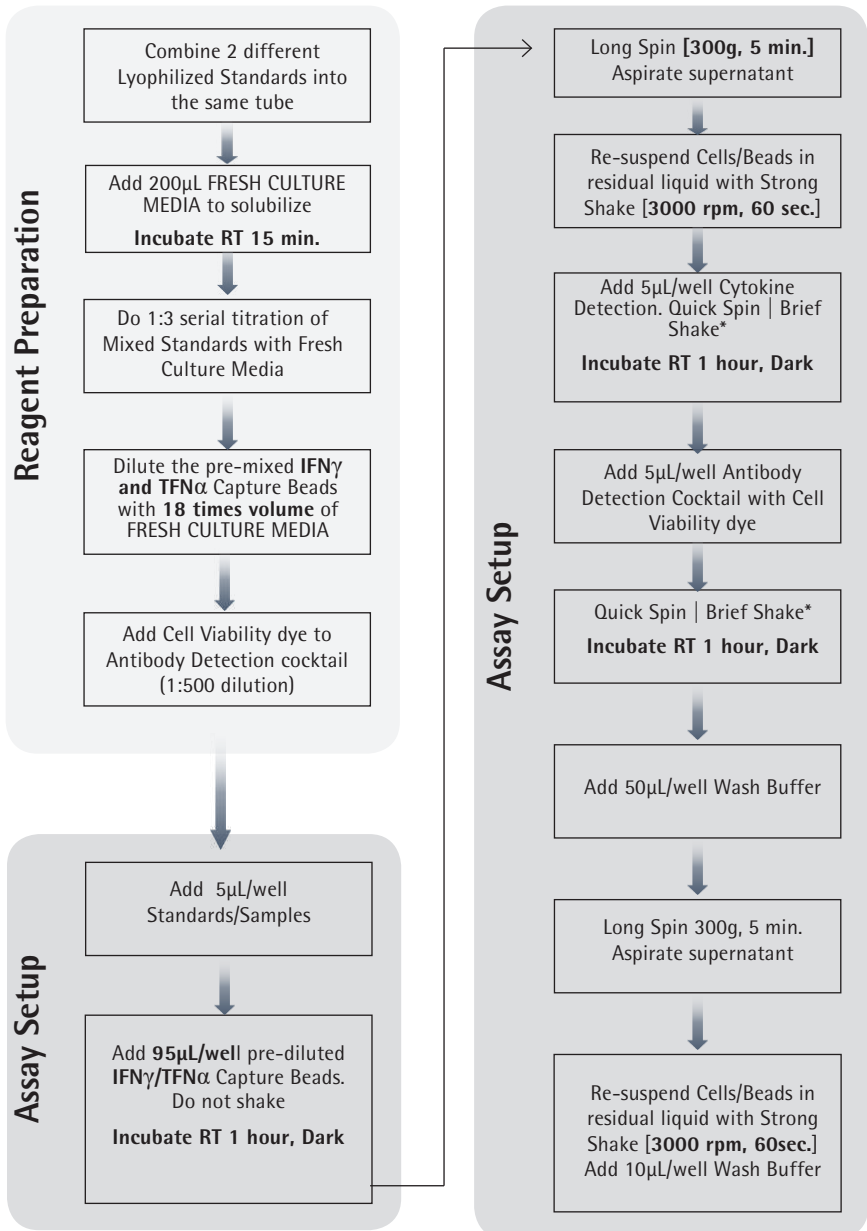 Reagent Preparation
Combine 2 different
Lyophilized Standards into
the same tube
Add 200µL FRESH CULTURE
MEDIA to solubilize
Incubate RT 15 min.
Do 1:3 serial titration of
Mixed Standards with Fresh
Culture Media
Dilute the pre-mixed IFNγ
and TFNα Capture Beads
with 18 times volume of
FRESH CULTURE MEDIA
Add Cell Viability dye to
Antibody Detection cocktail
(1:500 dilution)
Assay Setup
Add 5µL/well
Standards/Samples
Add 95µL/well pre-diluted
IFNγ/TFNα Capture Beads.
Do not shake
Incubate RT 1 hour, Dark
Assay Setup
Long Spin [300g, 5 min.]
Aspirate supernatant
Re-suspend Cells/Beads in
residual liquid with Strong
Shake [3000 rpm, 60 sec.]
Add 5µL/well Cytokine
Detection. Quick Spin | Brief
Shake*
Incubate RT 1 hour, Dark
Add 5µL/well Antibody
Detection Cocktail with Cell
Viability dye
Quick Spin | Brief Shake*
Incubate RT 1 hour, Dark
Add 50µL/well Wash Buffer
Long Spin 300g, 5 min.
Aspirate supernatant
Re-suspend Cells/Beads in
residual liquid with Strong
Shake [3000 rpm, 60sec.]
Add 10µL/well Wash Buffer